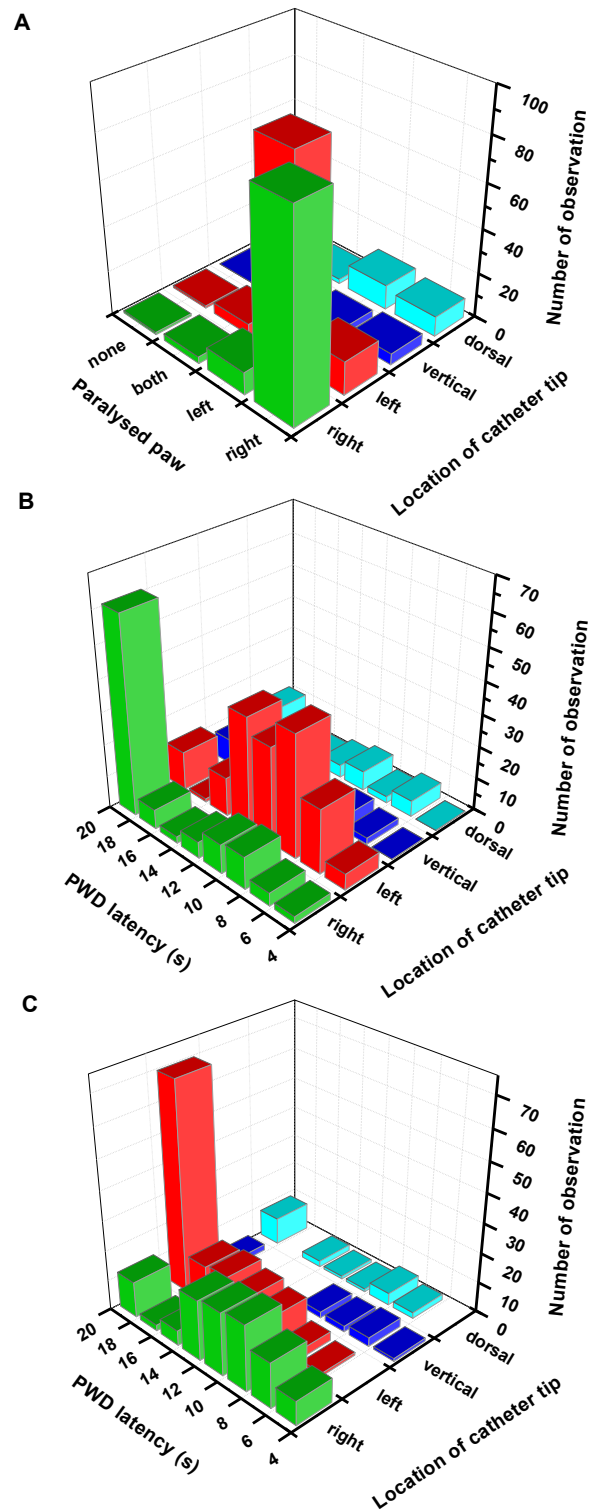 A
100
80
60
40
20
0
Number of observation
none
both
left
right
Paralysed paw
dorsal
vertical
left
right
Location of catheter tip
B
70
60
50
40
30
20
10
0
Number of observation
20
18
16
14
12
10
8
6
4
PWD latency (s)
dorsal
vertical
left
right
Location of catheter tip
C
70
60
50
40
30
20
10
0
Number of observation
20
18
16
14
12
10
8
6
4
PWD latency (s)
dorsal
vertical
left
right
Location of catheter tip